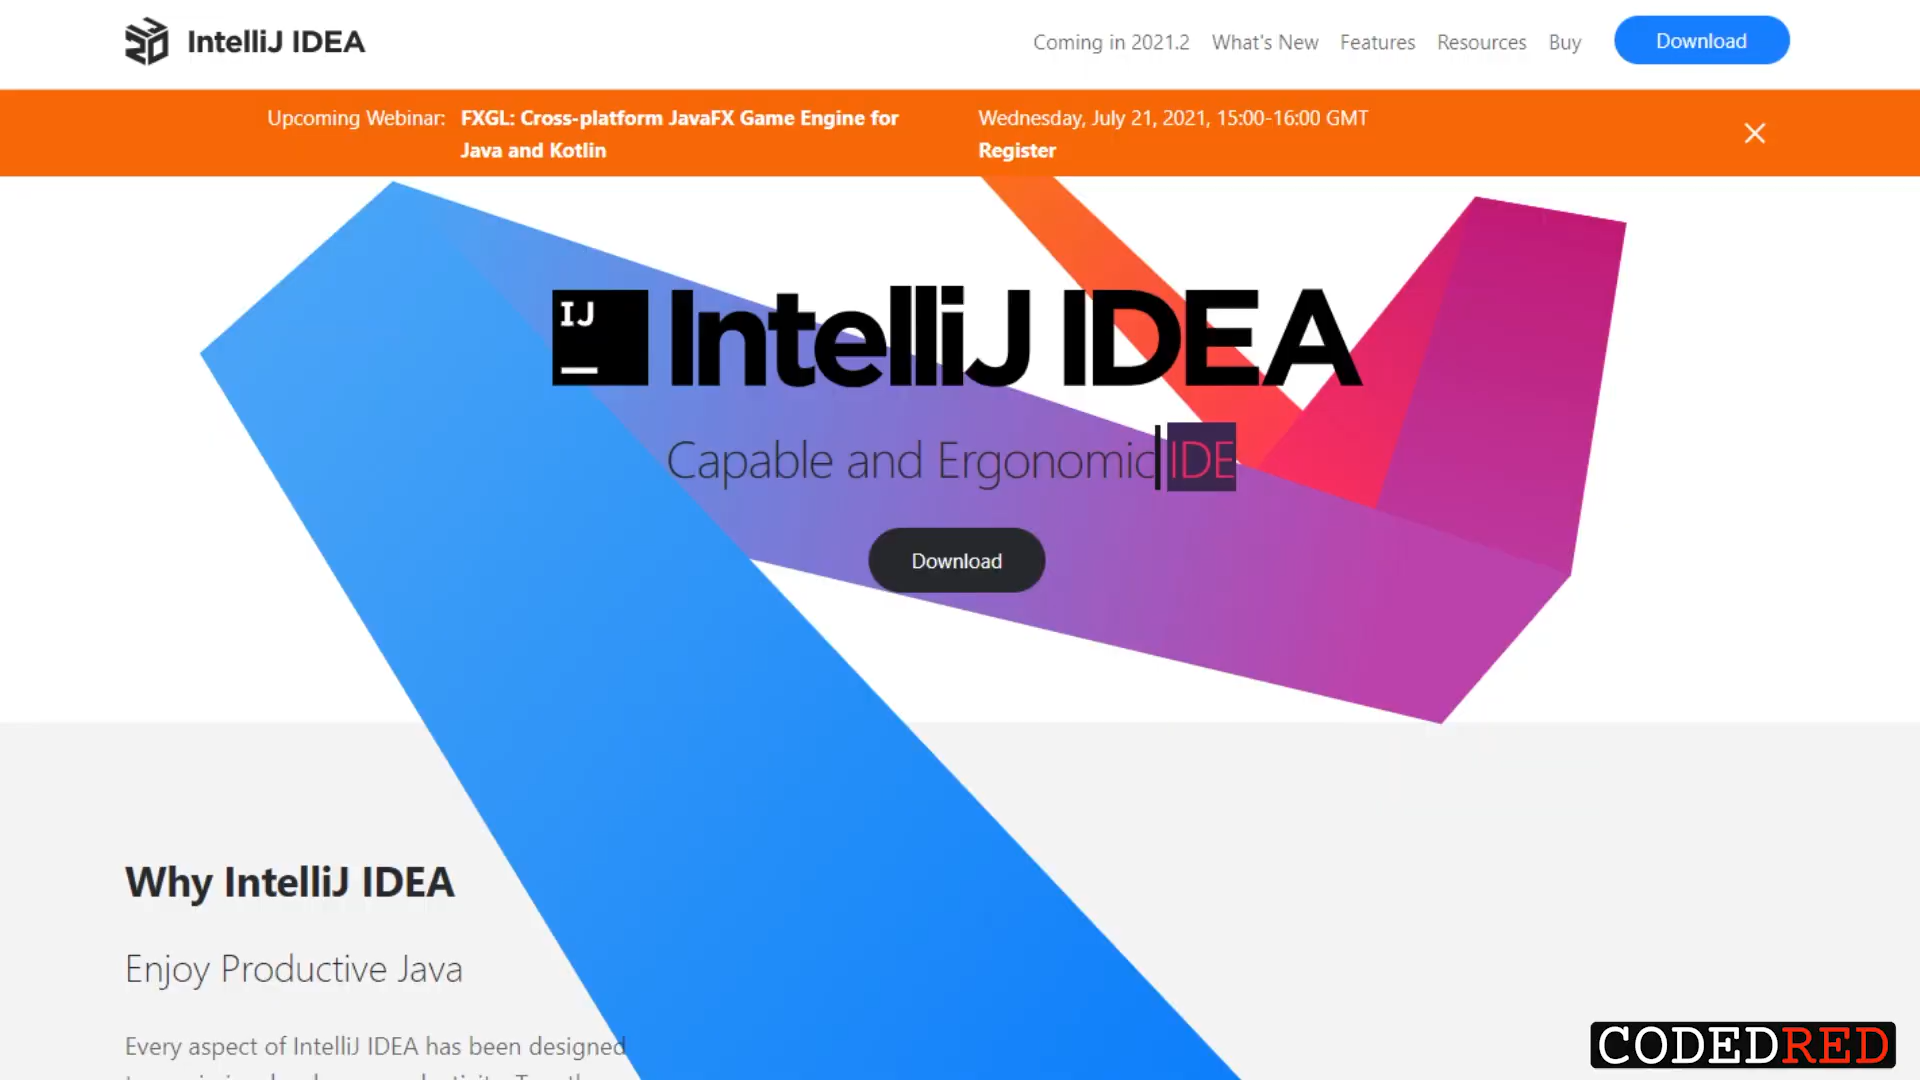 IntelliJ IDEA
Coming in 2021.2 What's New Features Resources Buy Download
Upcoming Webinar: FXGL: Cross-platform JavaFX Game Engine for Java and Kotlin
Wednesday, July 21, 2021, 15:00-16:00 GMT
Register
IJ
IntelliJ IDEA
Capable and Ergonomic IDE
Download
Why IntelliJ IDEA
Enjoy Productive Java
Every aspect of IntelliJ IDEA has been designed
CODEDRED